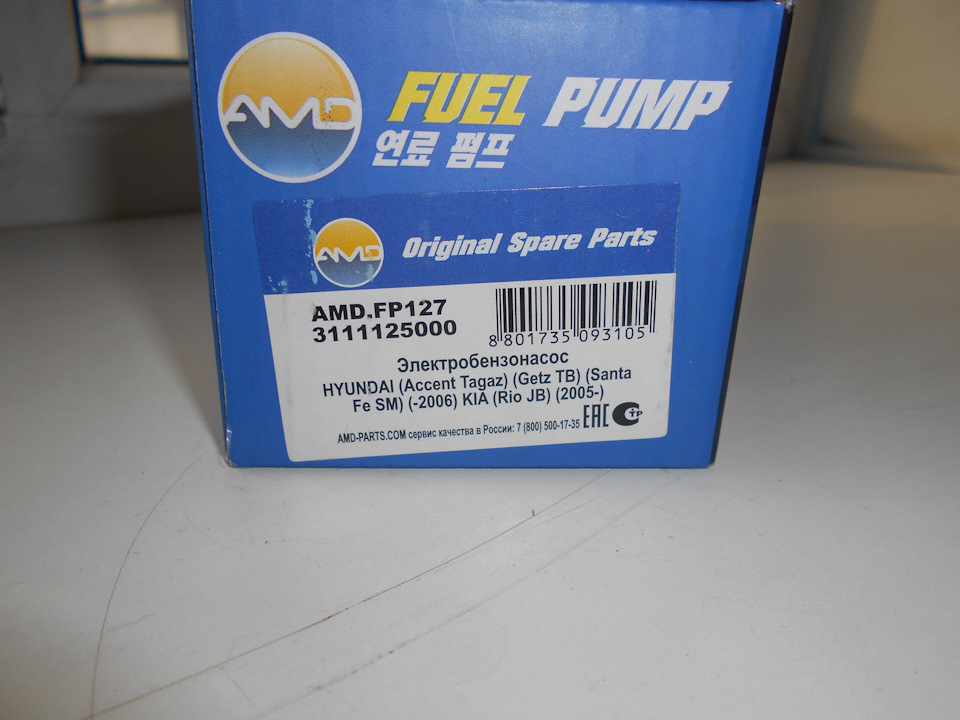 AMD
FUEL PUMP
연료 펌프
AMD
Original Spare Parts
AMD.FP127
3111125000
8 801735 093105
Электробензонасос
HYUNDAI (Accent Tagaz) (Getz TB) (Santa
Fe SM) (-2006) KIA (Rio JB) (2005-)
AMD-PARTS.COM сервис качества в России: 7 (800) 500-17-35 EAC TP